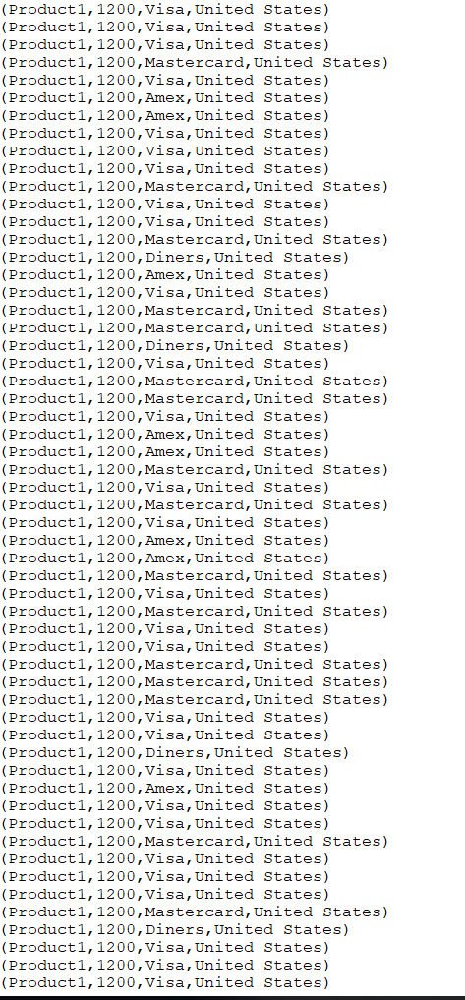 (Product1,1200,Visa,United States)
(Product1,1200,Visa,United States)
(Product1,1200,Visa,United States)
(Product1,1200,Mastercard,United States)
(Product1,1200,Visa,United States)
(Product1,1200,Amex,United States)
(Product1,1200,Amex,United States)
(Product1,1200,Visa,United States)
(Product1,1200,Visa,United States)
(Product1,1200,Visa,United States)
(Product1,1200,Mastercard,United States)
(Product1,1200,Visa,United States)
(Product1,1200,Visa,United States)
(Product1,1200,Mastercard,United States)
(Product1,1200,Diners,United States)
(Product1,1200,Amex,United States)
(Product1,1200,Visa,United States)
(Product1,1200,Mastercard,United States)
(Product1,1200,Mastercard,United States)
(Product1,1200,Diners,United States)
(Product1,1200,Visa,United States)
(Product1,1200,Mastercard,United States)
(Product1,1200,Mastercard,United States)
(Product1,1200,Visa,United States)
(Product1,1200,Amex,United States)
(Product1,1200,Amex,United States)
(Product1,1200,Mastercard,United States)
(Product1,1200,Visa,United States)
(Product1,1200,Mastercard,United States)
(Product1,1200,Visa,United States)
(Product1,1200,Amex,United States)
(Product1,1200,Amex,United States)
(Product1,1200,Mastercard,United States)
(Product1,1200,Visa,United States)
(Product1,1200,Mastercard,United States)
(Product1,1200,Visa,United States)
(Product1,1200,Visa,United States)
(Product1,1200,Mastercard,United States)
(Product1,1200,Mastercard,United States)
(Product1,1200,Mastercard,United States)
(Product1,1200,Visa,United States)
(Product1,1200,Visa,United States)
(Product1,1200,Diners,United States)
(Product1,1200,Visa,United States)
(Product1,1200,Amex,United States)
(Product1,1200,Visa,United States)
(Product1,1200,Visa,United States)
(Product1,1200,Mastercard,United States)
(Product1,1200,Visa,United States)
(Product1,1200,Visa,United States)
(Product1,1200,Visa,United States)
(Product1,1200,Mastercard,United States)
(Product1,1200,Diners,United States)
(Product1,1200,Visa,United States)
(Product1,1200,Visa,United States)
(Product1,1200,Visa,United States)